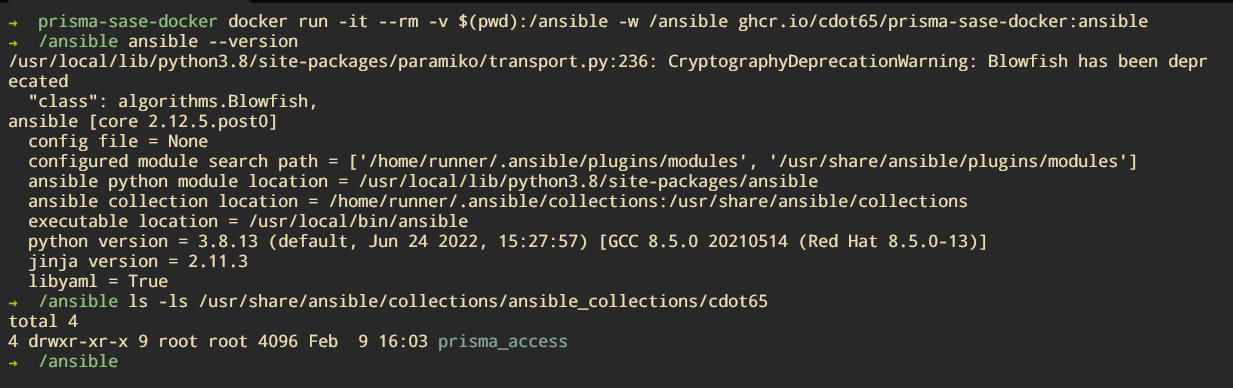 → prisma-sase-docker docker run -it --rm -v $(pwd):/ansible -w /ansible ghcr.io/cdot65/prisma-sase-docker:ansible
→ /ansible ansible --version
/usr/local/lib/python3.8/site-packages/paramiko/transport.py:236: CryptographyDeprecationWarning: Blowfish has been depr
ecated
  "class": algorithms.Blowfish,
ansible [core 2.12.5.post0]
  config file = None
  configured module search path = ['/home/runner/.ansible/plugins/modules', '/usr/share/ansible/plugins/modules']
  ansible python module location = /usr/local/lib/python3.8/site-packages/ansible
  ansible collection location = /home/runner/.ansible/collections:/usr/share/ansible/collections
  executable location = /usr/local/bin/ansible
  python version = 3.8.13 (default, Jun 24 2022, 15:27:57) [GCC 8.5.0 20210514 (Red Hat 8.5.0-13)]
  jinja version = 2.11.3
  libyaml = True
→ /ansible ls -ls /usr/share/ansible/collections/ansible_collections/cdot65
total 4
4 drwxr-xr-x 9 root root 4096 Feb  9 16:03 prisma_access
→ /ansible